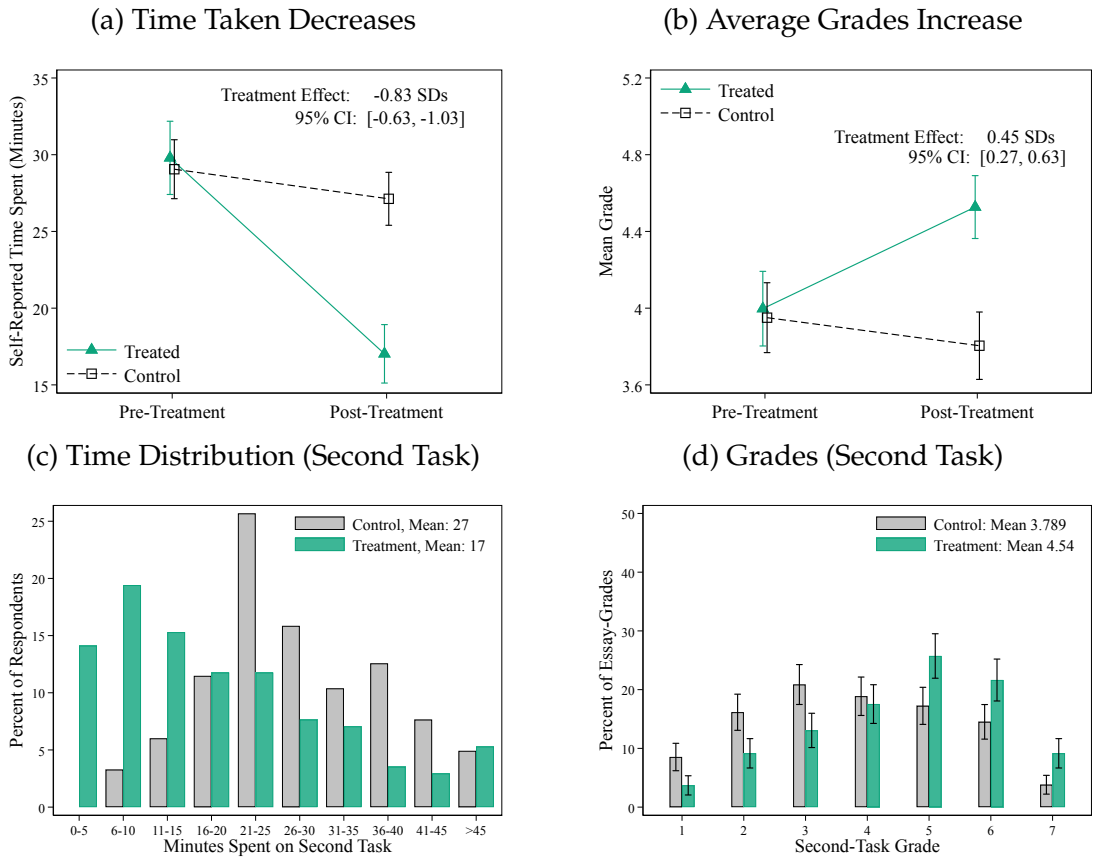 (a) Time Taken Decreases
Self-Reported Time Spent (Minutes)
35
30
25
20
15
Treatment Effect: -0.83 SDs
95% CI: [-0.63, -1.03]
Treated
Control
Pre-Treatment
Post-Treatment
(b) Average Grades Increase
Mean Grade
5.2
4.8
4.4
4
3.6
Treated
Control
Treatment Effect: 0.45 SDs
95% CI: [0.27, 0.63]
Pre-Treatment
Post-Treatment
(c) Time Distribution (Second Task)
Percent of Respondents
25
20
15
10
5
0
Control, Mean: 27
Treatment, Mean: 17
0-5 6-10 11-15 16-20 21-25 26-30 31-35 36-40 41-45 >45
Minutes Spent on Second Task
(d) Grades (Second Task)
Percent of Essay-Grades
50
40
30
20
10
0
Control: Mean 3.789
Treatment: Mean 4.54
1 2 3 4 5 6 7
Second-Task Grade